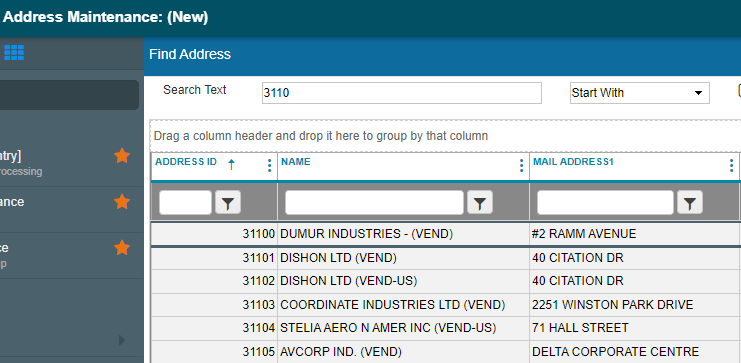 Address Maintenance: (New)
Find Address
Search Text 3110 Start With
Drag a column header and drop it here to group by that column
ntry]
rocessing
ance
ce
p
ADDRESS ID NAME MAIL ADDRESS1
31100 DUMUR INDUSTRIES - (VEND) #2 RAMM AVENUE
31101 DISHON LTD (VEND) 40 CITATION DR
31102 DISHON LTD (VEND-US) 40 CITATION DR
31103 COORDINATE INDUSTRIES LTD (VEND) 2251 WINSTON PARK DRIVE
31104 STELIA AERO N AMER INC (VEND-US) 71 HALL STREET
31105 AVCORP IND. (VEND) DELTA CORPORATE CENTRE